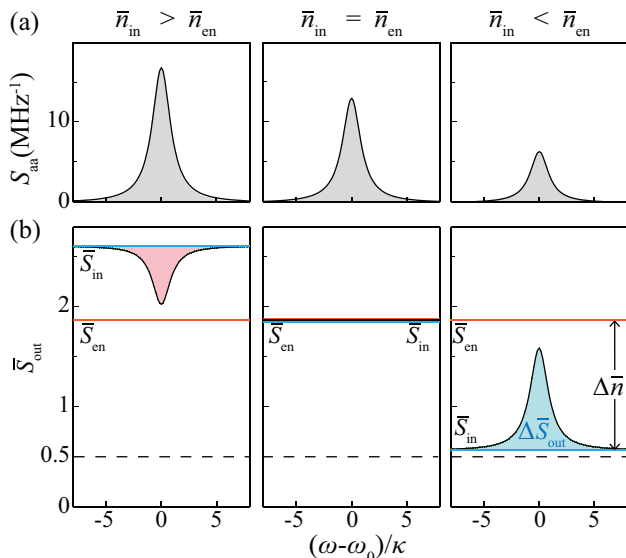 (a)
n̄in > n̄en
n̄in = n̄en
n̄in < n̄en
Saa(MHz-1)
10
0
(b)
S̄out
2
1
0.5
0
S̄in
S̄en
S̄en
S̄in
S̄en
Δn̄
S̄in
ΔS̄out
-5 0 5
-5 0 5
-5 0 5
(ω-ω0)/κ